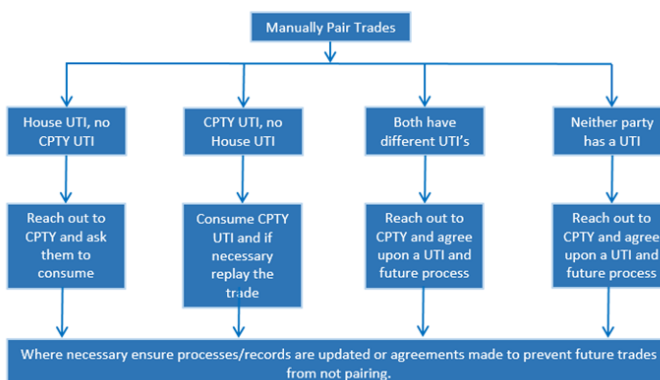 Manually Pair Trades
House UTI, no
CPTY UTI
CPTY UTI, no
House UTI
Both have
different UTI's
Neither party
has a UTI
Reach out to
CPTY and ask
them to
consume
Consume CPTY
UTI and if
necessary
replay the
trade
Reach out to
CPTY and agree
upon a UTI and
future process
Reach out to
CPTY and agree
upon a UTI and
future process
Where necessary ensure processes/records are updated or agreements made to prevent future trades
from not pairing.